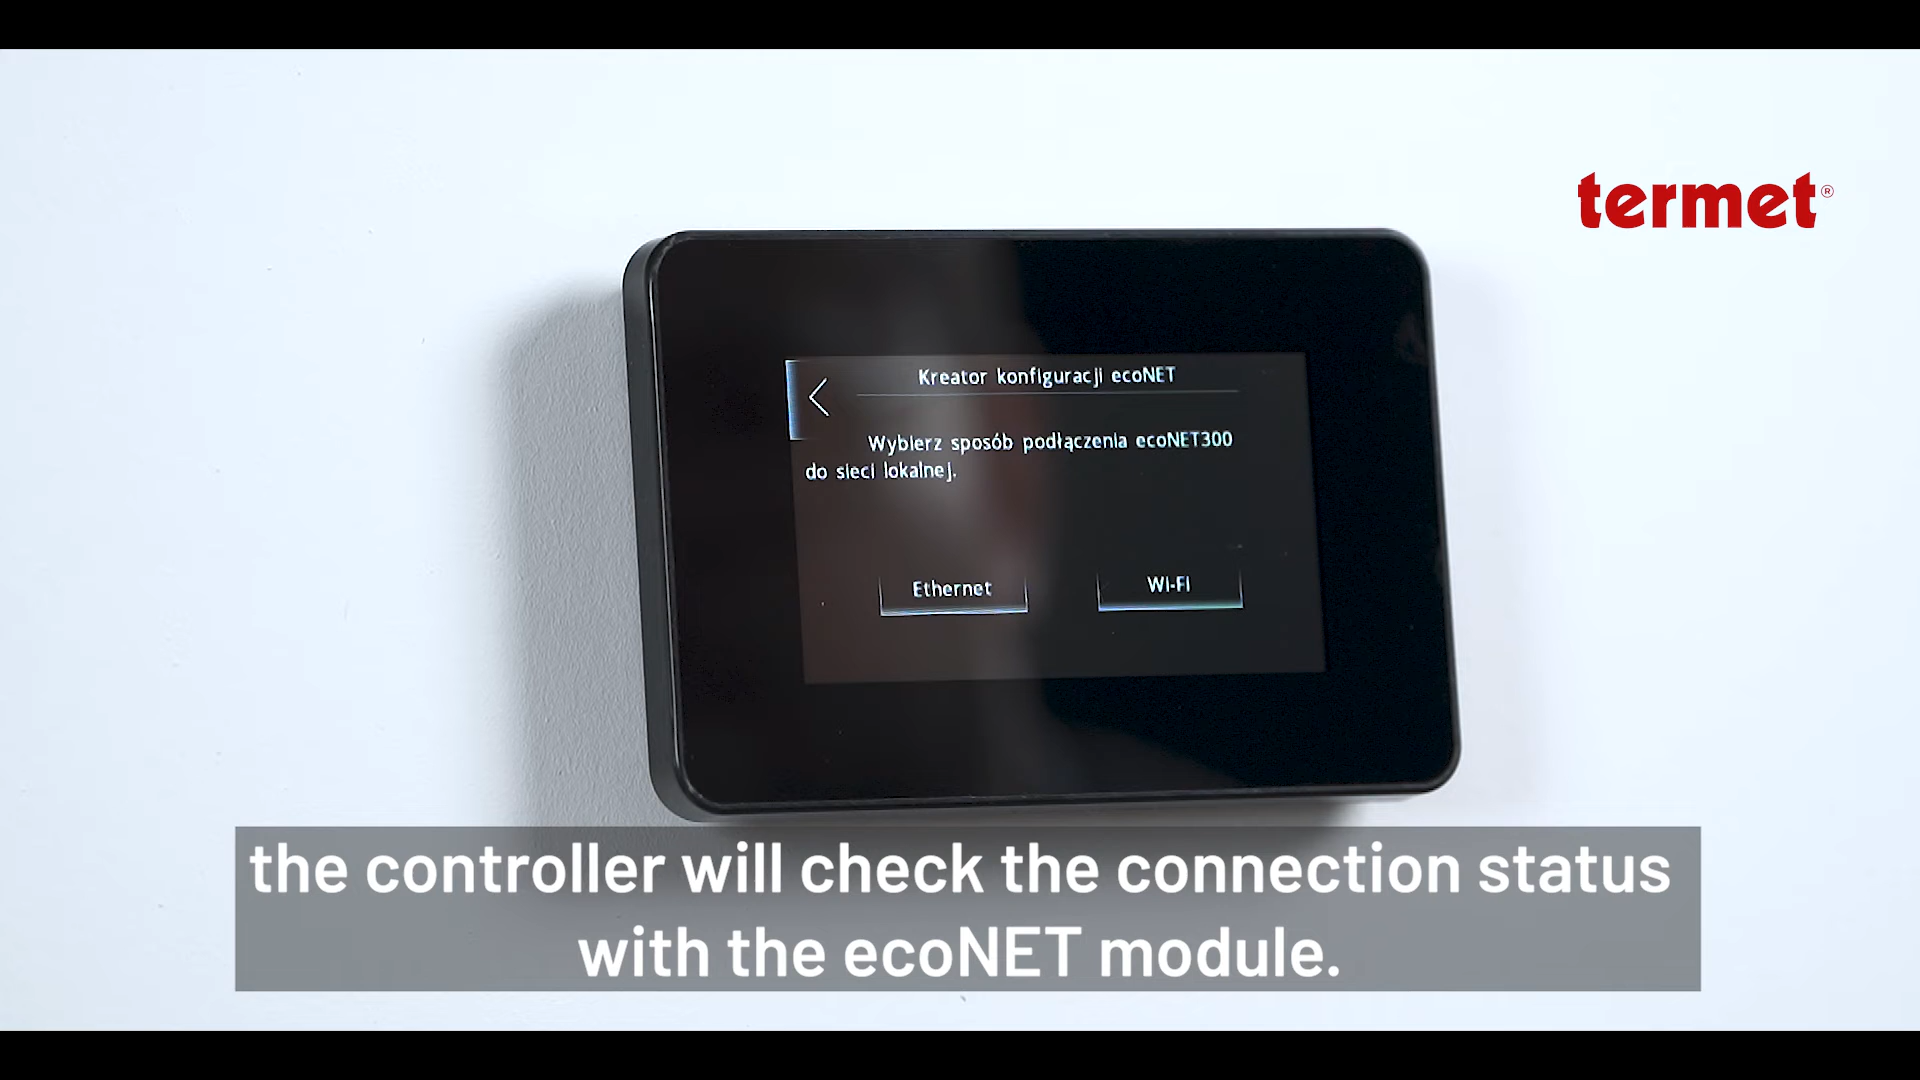 termet®
Kreator konfiguracji ecoNET
Wybierz sposób podłączenia ecoNET300
do sieci lokalnej.
Ethernet
Wi-Fi
the controller will check the connection status
with the ecoNET module.